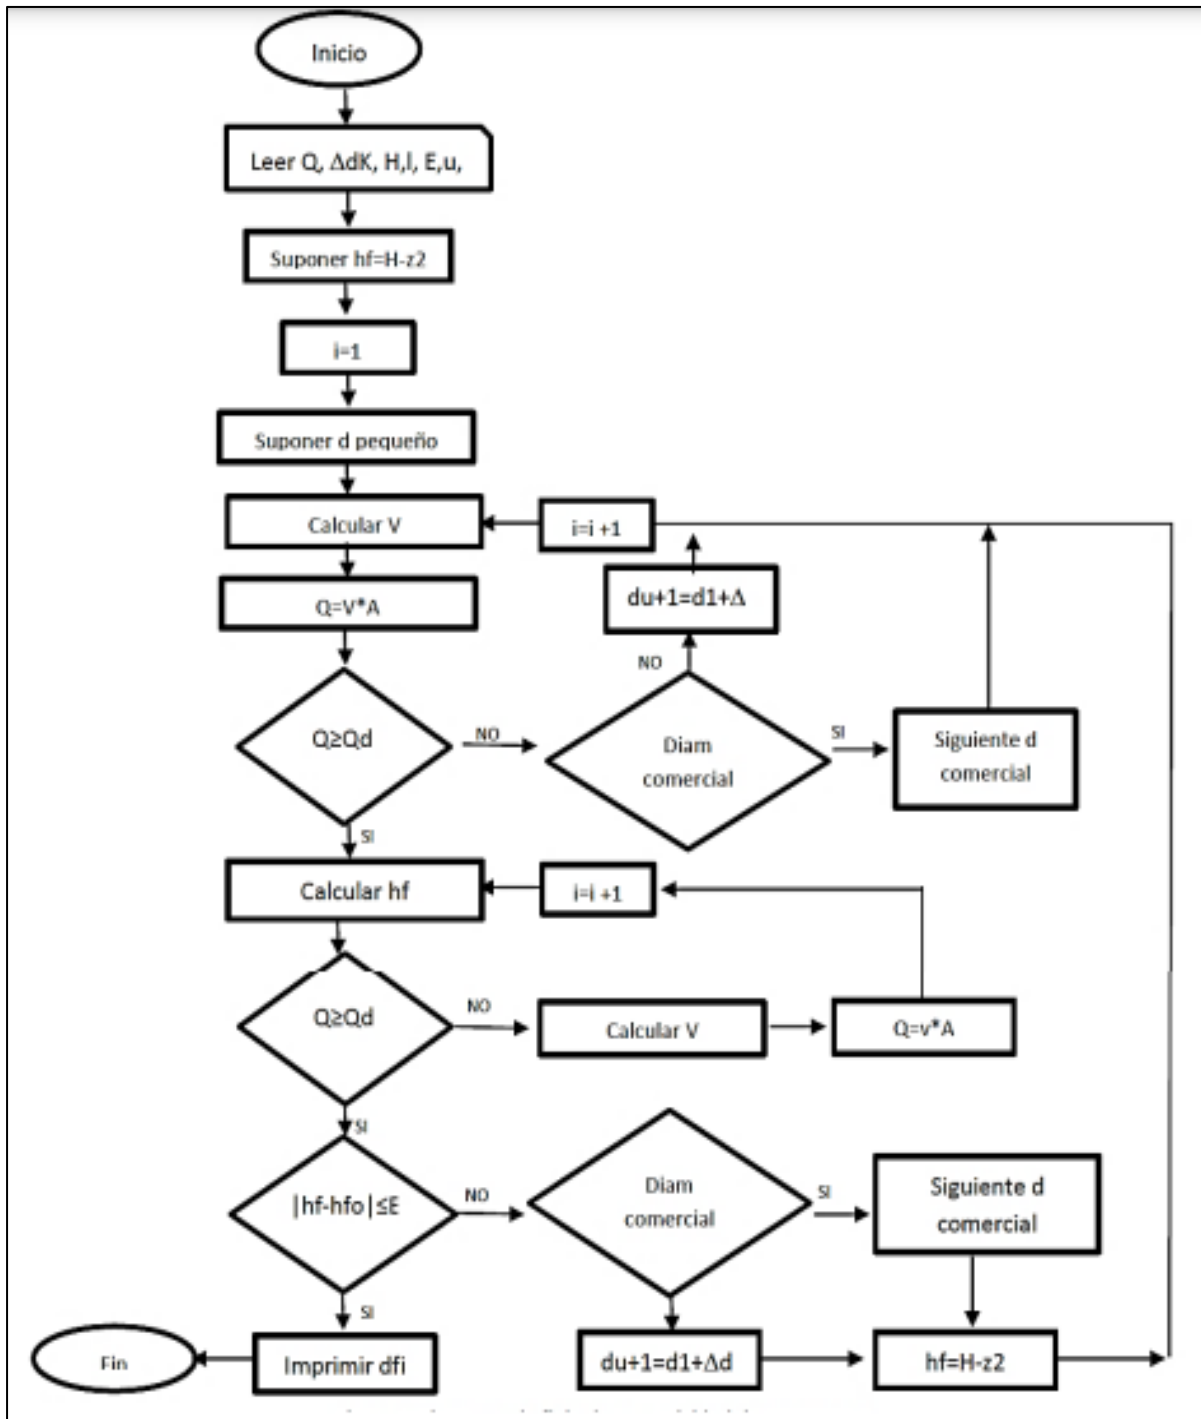 Inicio
Leer Q, ΔdK, H,l, E,u,
Suponer hf=H-z2
i=1
Suponer d pequeño
Calcular V
i=i +1
Q=V*A
du+1=d1+Δ
NO
Q≥Qd
NO
Diam
comercial
SI
Siguiente d
comercial
SI
Calcular hf
i=i +1
Q≥Qd
NO
Calcular V
Q=v*A
SI
|hf-hfo|≤E
NO
Diam
comercial
SI
Siguiente d
comercial
SI
Fin
Imprimir dfi
du+1=d1+Δd
hf=H-z2